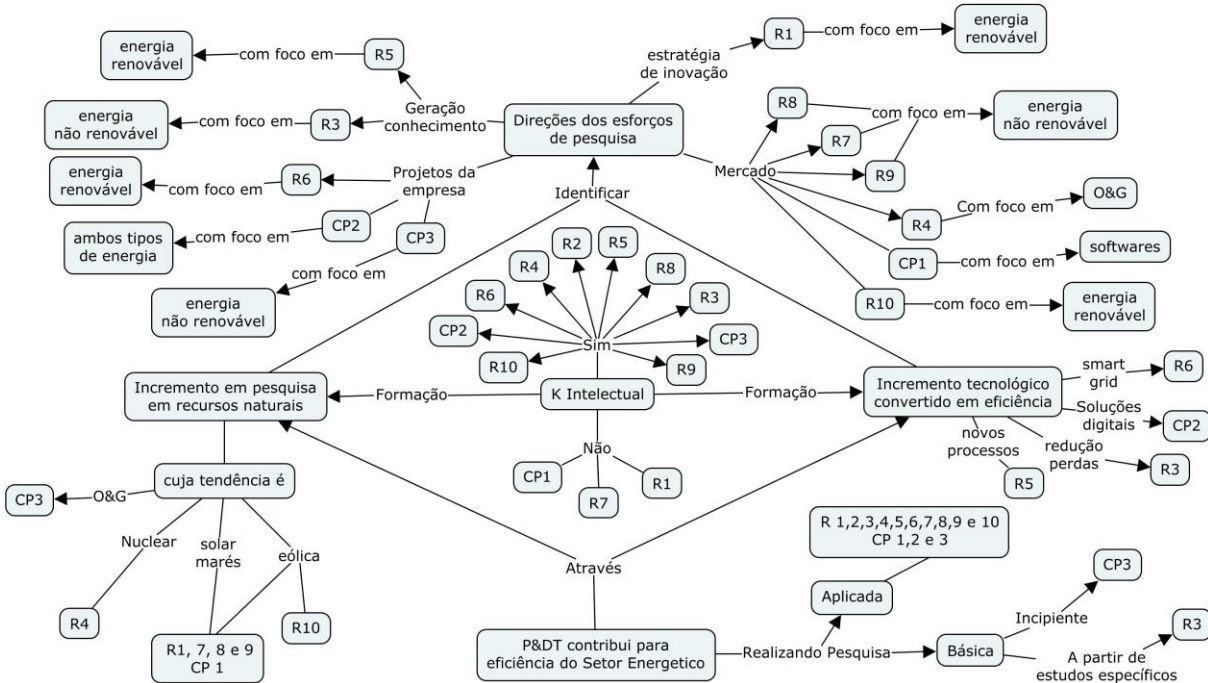 energia
renovável
com foco em
R5
estratégia
de inovação
R1
com foco em
energia
renovável
energia
não renovável
com foco em
R3
Geração
conhecimento
Direções dos esforços
de pesquisa
R8
com foco em
energia
não renovável
R7
R9
Mercado
energia
renovável
com foco em
R6
Projetos da
empresa
Identificar
R4
Com foco em
O&G
ambos tipos
de energia
com foco em
CP2
CP3
CP1
com foco em
softwares
com foco em
energia
não renovável
R10
com foco em
energia
renovável
R2
R5
R4
R8
R6
R3
CP2
Sim
CP3
R10
R9
Incremento em pesquisa
em recursos naturais
Formação
K Intelectual
Formação
Incremento tecnológico
convertido em eficiência
smart
grid
R6
Soluções
digitais
CP2
novos
processos
redução
perdas
R3
R5
Não
CP1
R7
R1
cuja tendência é
CP3
O&G
Nuclear
solar
marés
eólica
R4
R1, 7, 8 e 9
CP 1
R10
Através
R 1,2,3,4,5,6,7,8,9 e 10
CP 1,2 e 3
Aplicada
P&DT contribui para
eficiência do Setor Energetico
Realizando Pesquisa
Básica
Incipiente
CP3
A partir de
estudos específicos
R3